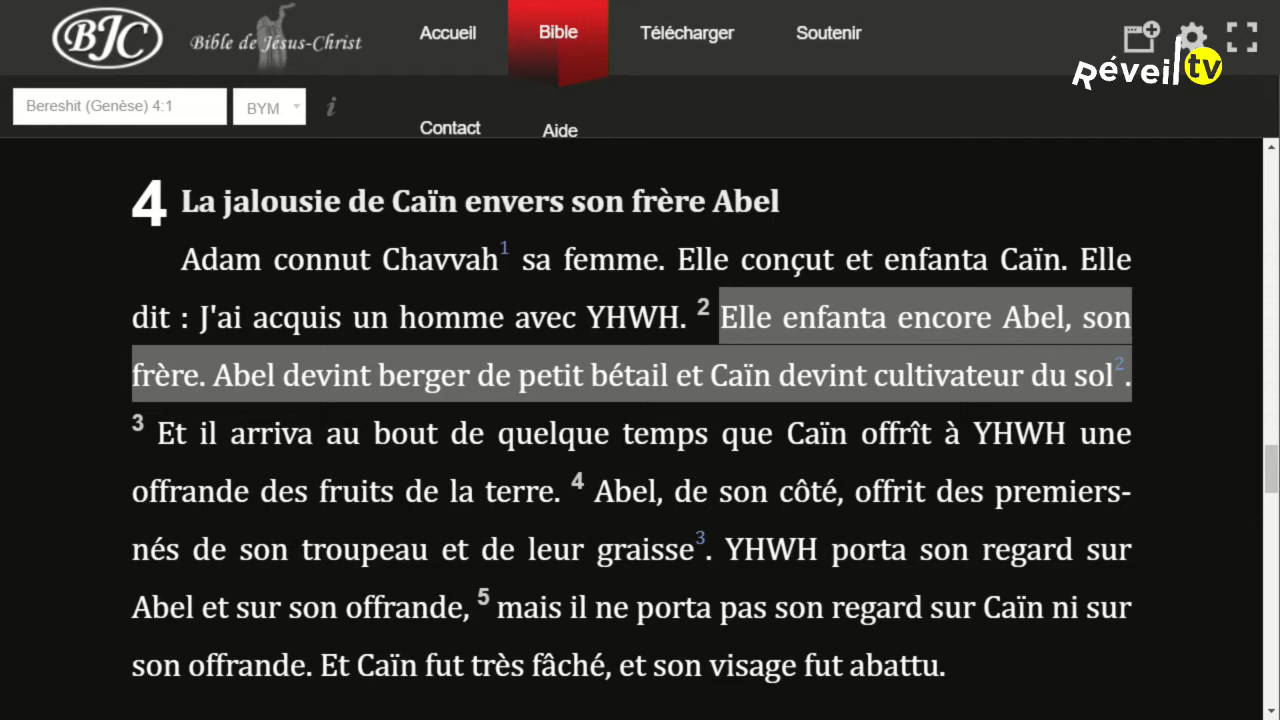 BJC Bible de Jésus-Christ
Accueil Bible Télécharger Soutenir
Réveil tv
Bereshit (Genèse) 4:1 BYM i
Contact Aide
4 La jalousie de Caïn envers son frère Abel
Adam connut Chavvah1 sa femme. Elle conçut et enfanta Caïn. Elle
dit : J'ai acquis un homme avec YHWH. 2 Elle enfanta encore Abel, son
frère. Abel devint berger de petit bétail et Caïn devint cultivateur du sol2.
3 Et il arriva au bout de quelque temps que Caïn offrît à YHWH une
offrande des fruits de la terre. 4 Abel, de son côté, offrit des premiers-
nés de son troupeau et de leur graisse3. YHWH porta son regard sur
Abel et sur son offrande, 5 mais il ne porta pas son regard sur Caïn ni sur
son offrande. Et Caïn fut très fâché, et son visage fut abattu.